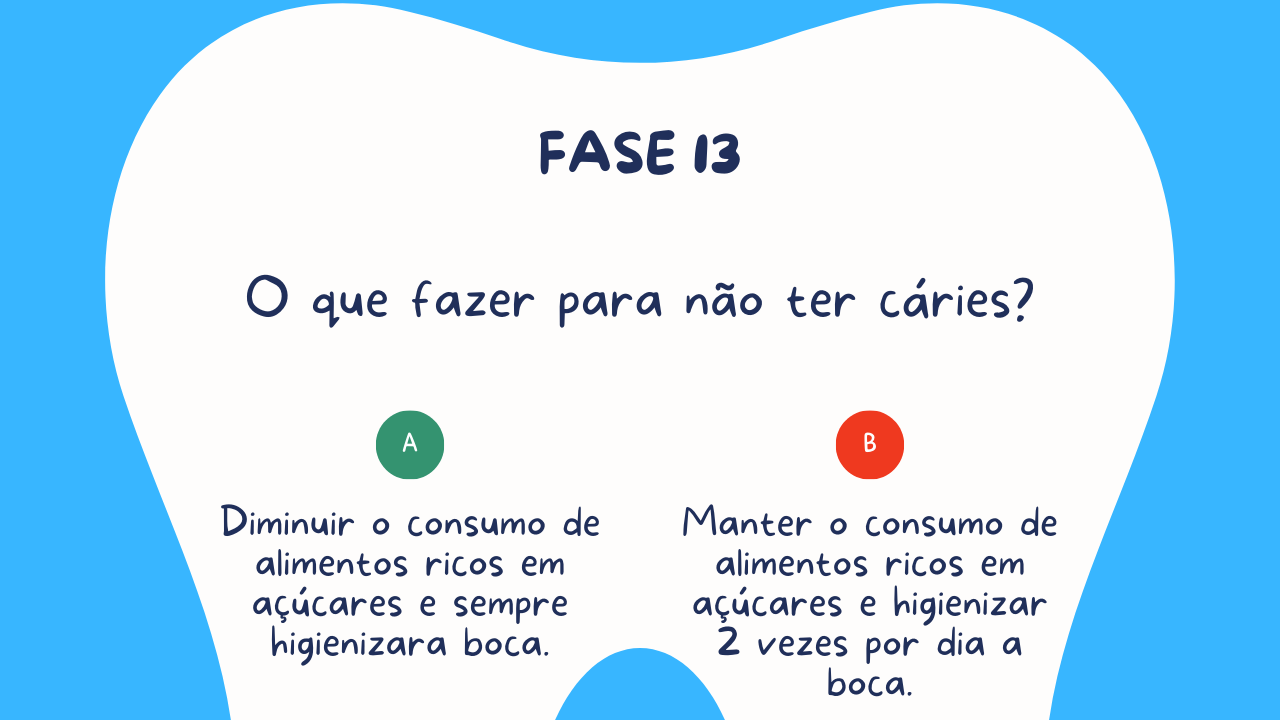 FASE 13
O que fazer para não ter cáries?
A
Diminuir o consumo de
alimentos ricos em
açúcares e sempre
higienizara boca.
B
Manter o consumo de
alimentos ricos em
açúcares e higienizar
2 vezes por dia a
boca.